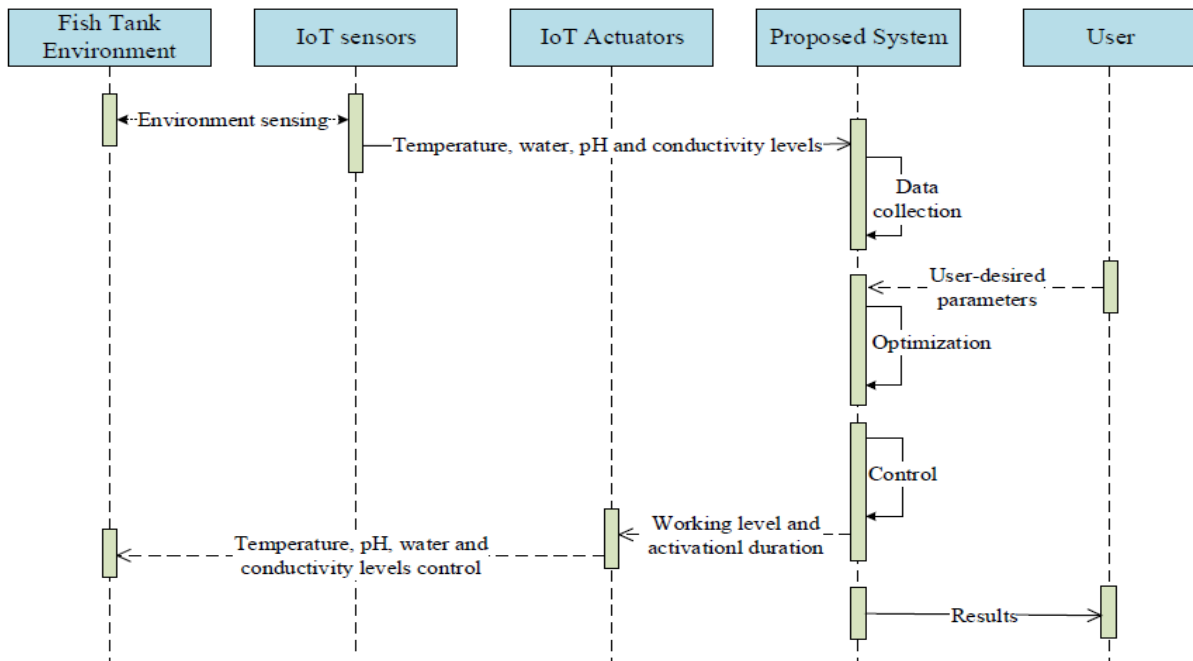 Fish Tank
Environment
IoT sensors
IoT Actuators
Proposed System
User
Environment sensing
Temperature, water, pH and conductivity levels
Data
collection
User-desired
parameters
Optimization
Control
Working level and
activationl duration
Temperature, pH, water and
conductivity levels control
Results